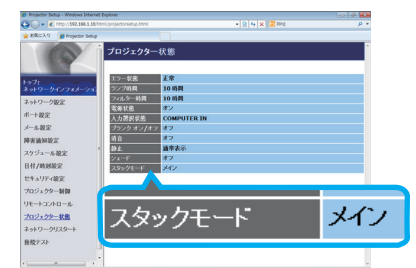 Projector Setup - Windows Internet Explorer
http://192.168.1.10/html/projectorsetup.html
Bing
お気に入り
Projector Setup
プロジェクター状態
トップ:
ネットワークインフォメーション
ネットワーク設定
ポート設定
メール設定
障害通知設定
スケジュール設定
日付/時刻設定
セキュリティ設定
プロジェクター制御
リモートコントロール
プロジェクター状態
ネットワークリスタート
接続テスト
エラー状態 正常
ランプ時間 10 時間
フィルター時間 10 時間
電源状態 オン
入力選択状態 COMPUTER IN
ブランク オン/オフ オフ
消音 オフ
静止 通常表示
シェード オフ
スタックモード メイン
スタックモード メイン